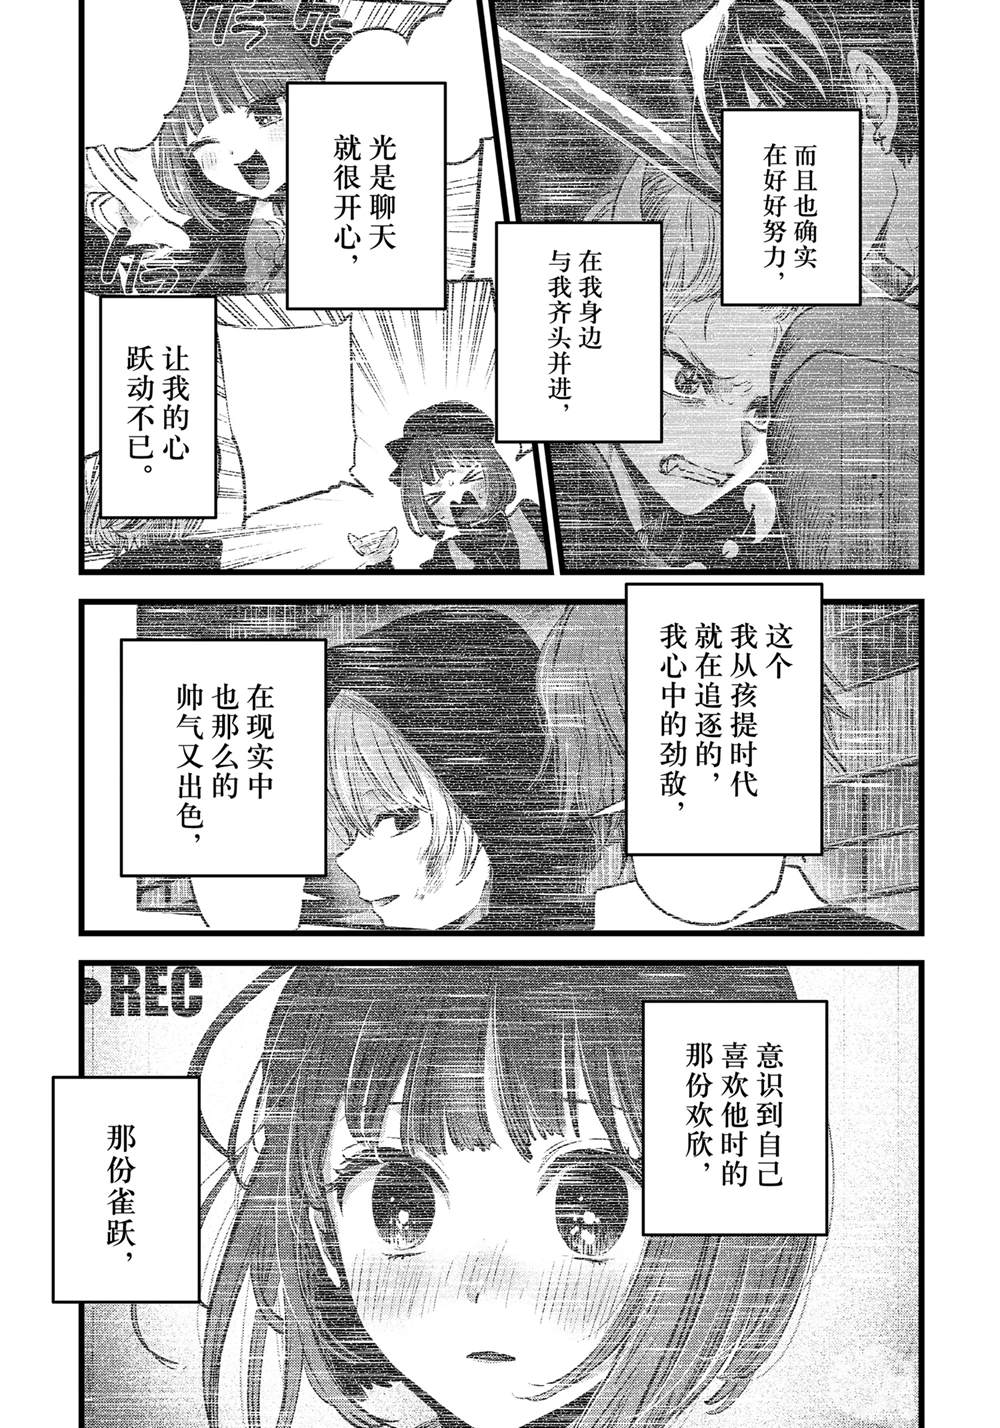 而且也确实
在好好努力，
在我身边
与我齐头并进，
光是聊天
就很开心，
让我的心
跃动不已。
这个
我从孩提时代
就在追逐的，
我心中的劲敌，
在现实中
也那么的
帅气又出色，
REC
意识到自己
喜欢他时的
那份欢欣，
那份雀跃，